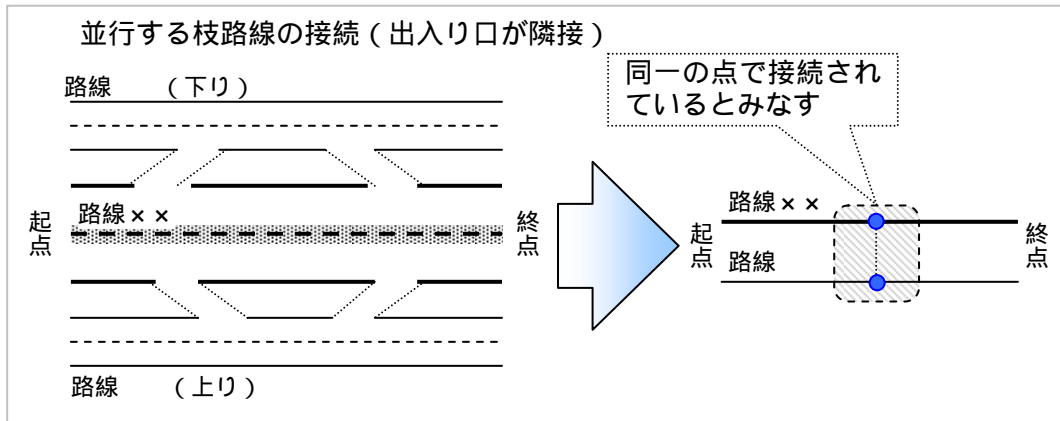 並行する枝路線の接続(出入り口が隣接)
路線 (下り)
起点
路線××
終点
路線 (上り)
同一の点で接続され
ているとみなす
起点
路線××
路線
終点